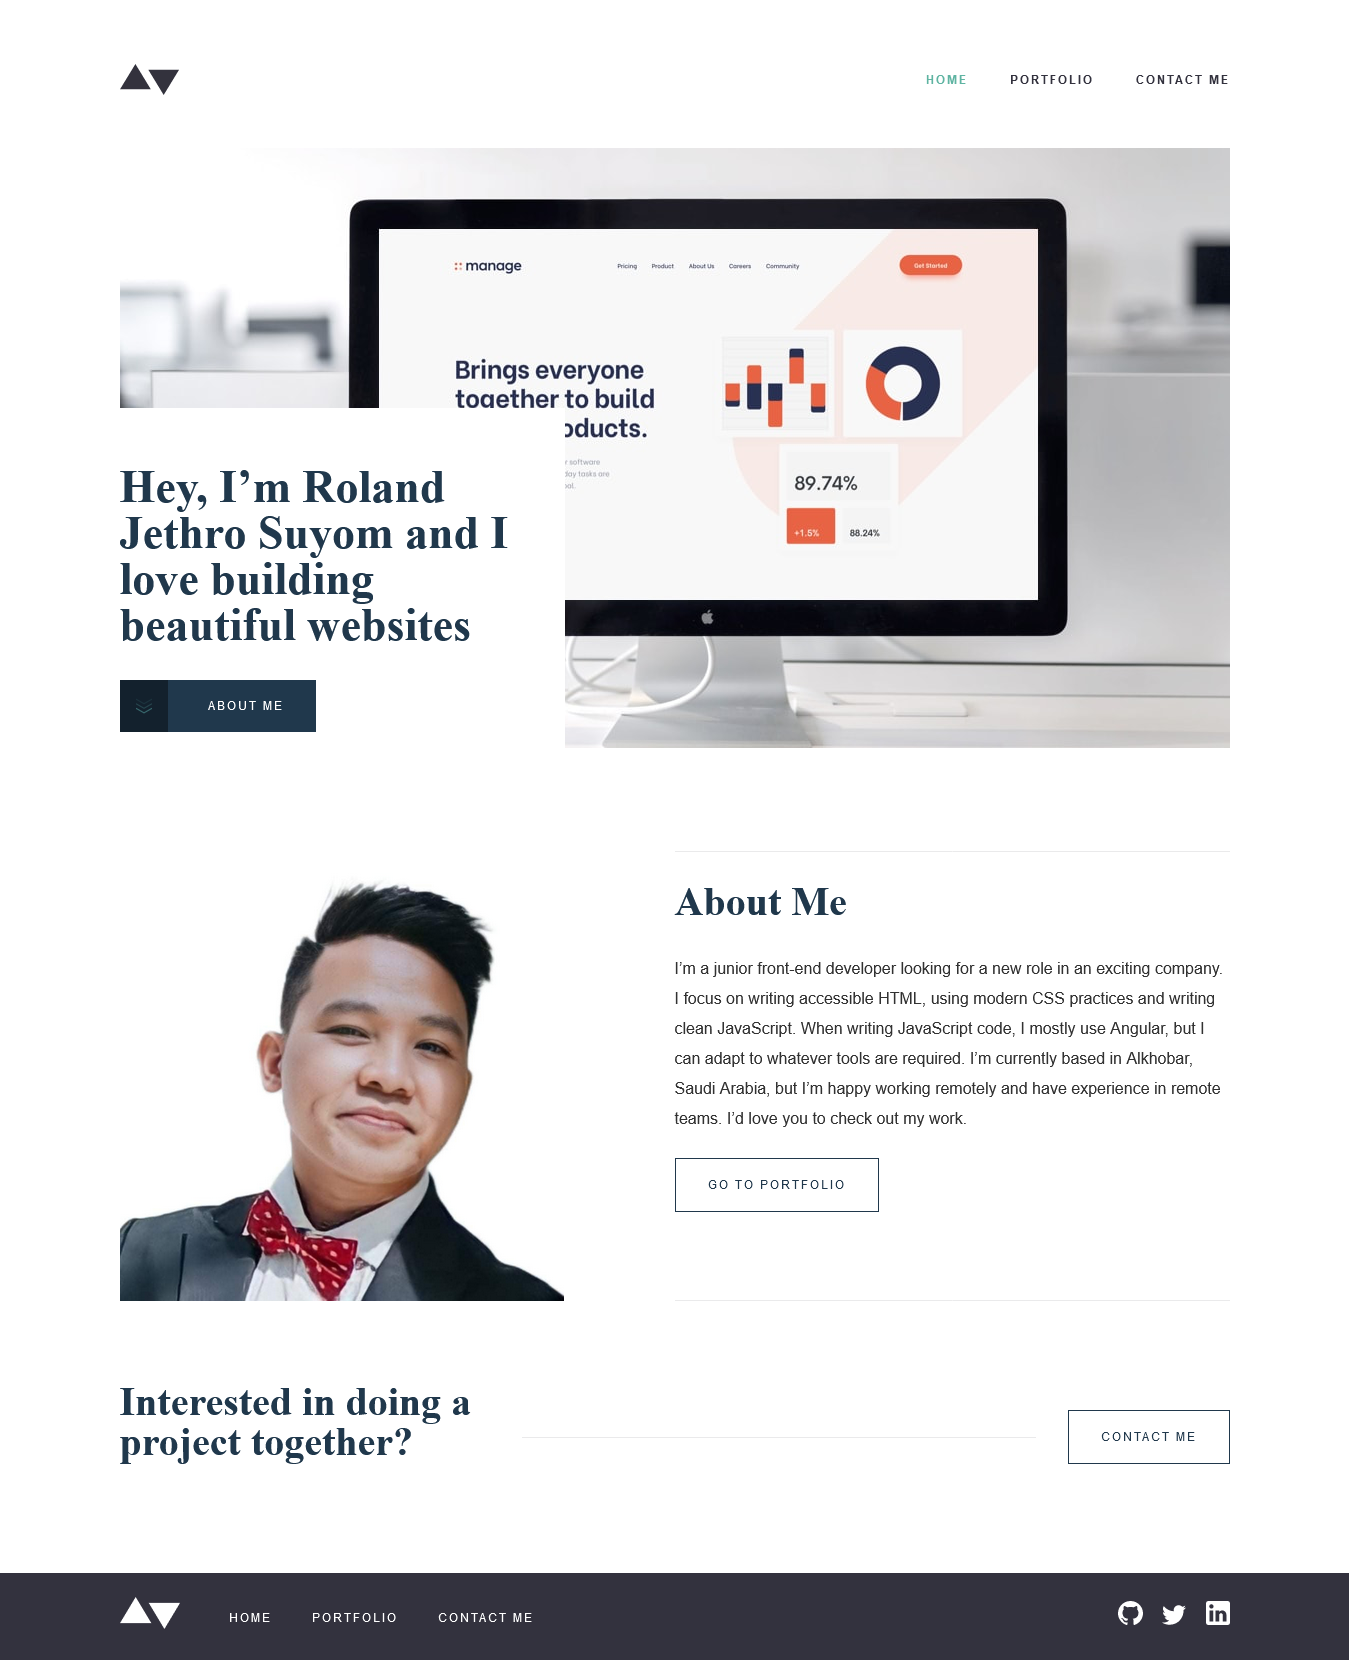 HOME PORTFOLIO CONTACT ME
manage
Pricing Product About Us Careers Community
Get Started
Brings everyone
together to build
oducts.
r software
day tasks are
oal.
89.74%
+1.5% 88.24%
Hey, I’m Roland
Jethro Suyom and I
love building
beautiful websites
ABOUT ME
About Me
I’m a junior front-end developer looking for a new role in an exciting company.
I focus on writing accessible HTML, using modern CSS practices and writing
clean JavaScript. When writing JavaScript code, I mostly use Angular, but I
can adapt to whatever tools are required. I’m currently based in Alkhobar,
Saudi Arabia, but I’m happy working remotely and have experience in remote
teams. I’d love you to check out my work.
GO TO PORTFOLIO
Interested in doing a
project together?
CONTACT ME
HOME PORTFOLIO CONTACT ME
in